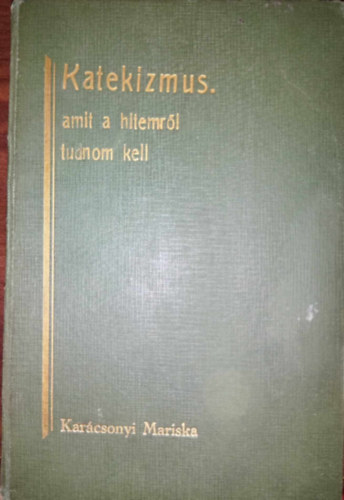 Katekizmus.
amit a hitemről
tudnom kell
Karácsonyi Mariska